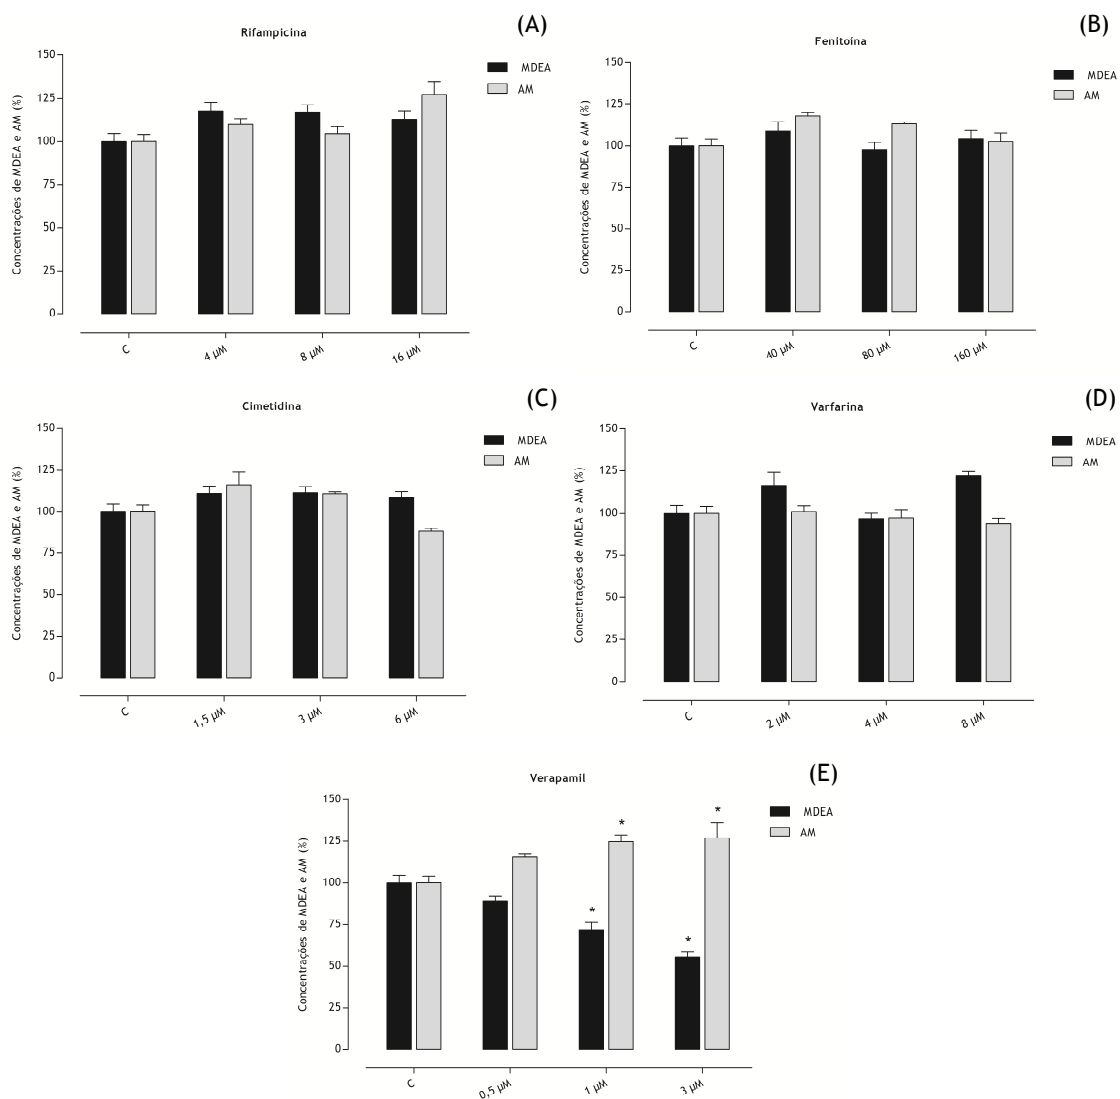 (A)
Rifampicina
Concentrações de MDEA e AM (%)
150
125
100
75
50
25
0
C
4 µM
8 µM
16 µM
MDEA
AM
(B)
Fenitoína
Concentrações de MDEA e AM (%)
150
125
100
75
50
25
0
C
40 µM
80 µM
160 µM
MDEA
AM
(C)
Cimetidina
Concentrações de MDEA e AM (%)
150
125
100
75
50
25
0
C
1,5 µM
3 µM
6 µM
MDEA
AM
(D)
Varfarina
Concentrações de MDEA e AM (%)
150
125
100
75
50
25
0
C
2 µM
4 µM
8 µM
MDEA
AM
(E)
Verapamil
Concentrações de MDEA e AM (%)
150
125
100
75
50
25
0
* *
* *
C
0,5 µM
1 µM
3 µM
MDEA
AM